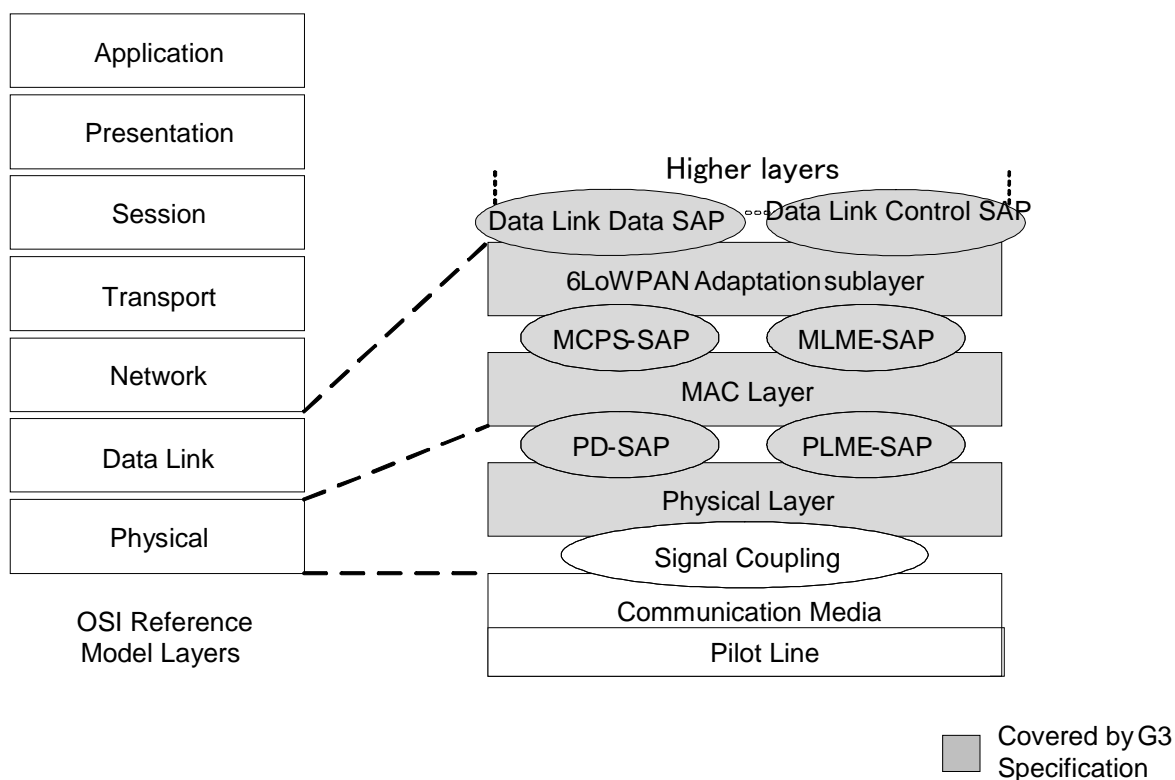 Application
Presentation
Session
Transport
Network
Data Link
Physical
OSI Reference
Model Layers
Higher layers
Data Link Data SAP
Data Link Control SAP
6LoWPAN Adaptation sublayer
MCPS-SAP
MLME-SAP
MAC Layer
PD-SAP
PLME-SAP
Physical Layer
Signal Coupling
Communication Media
Pilot Line
Covered by G3
Specification